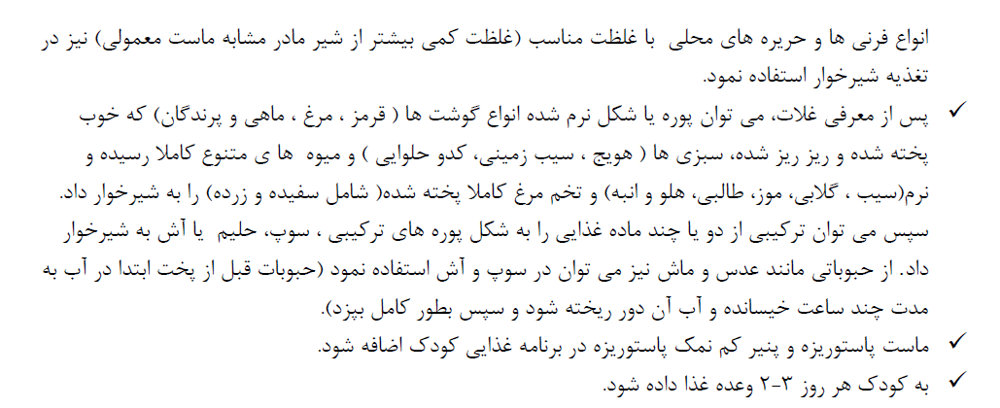 انواع فرنی ها و حریره های محلی با غلظت مناسب (غلظت کمی بیشتر از شیر مادر مشابه ماست معمولی) نیز در
تغذیه شیرخوار استفاده نمود.
✓ پس از معرفی غلات، می توان پوره یا شکل نرم شده انواع گوشت ها ( قرمز ، مرغ ، ماهی و پرندگان) که خوب
پخته شده و ریز ریز شده، سبزی ها ( هویج ، سیب زمینی، کدو حلوایی ) و میوه ها ی متنوع کاملا رسیده و
نرم(سیب ، گلابی، موز، طالبی، هلو و انبه) و تخم مرغ کاملا پخته شده( شامل سفیده و زرده) را به شیرخوار داد.
سپس می توان ترکیبی از دو یا چند ماده غذایی را به شکل پوره های ترکیبی ، سوپ، حلیم یا آش به شیرخوار
داد. از حبوباتی مانند عدس و ماش نیز می توان در سوپ و آش استفاده نمود (حبوبات قبل از پخت ابتدا در آب به
مدت چند ساعت خیسانده و آب آن دور ریخته شود و سپس بطور کامل بپزد).
✓ ماست پاستوریزه و پنیر کم نمک پاستوریزه در برنامه غذایی کودک اضافه شود.
✓ به کودک هر روز ۳-۲ وعده غذا داده شود.